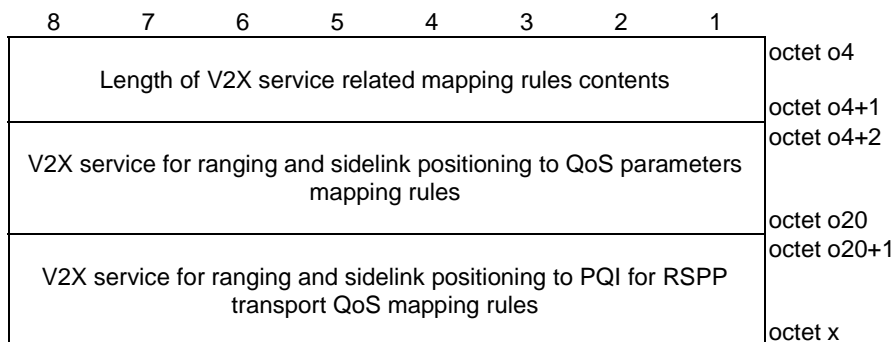 8 7 6 5 4 3 2 1
octet o4
Length of V2X service related mapping rules contents
octet o4+1
octet o4+2
V2X service for ranging and sidelink positioning to QoS parameters
mapping rules
octet o20
octet o20+1
V2X service for ranging and sidelink positioning to PQI for RSPP
transport QoS mapping rules
octet x